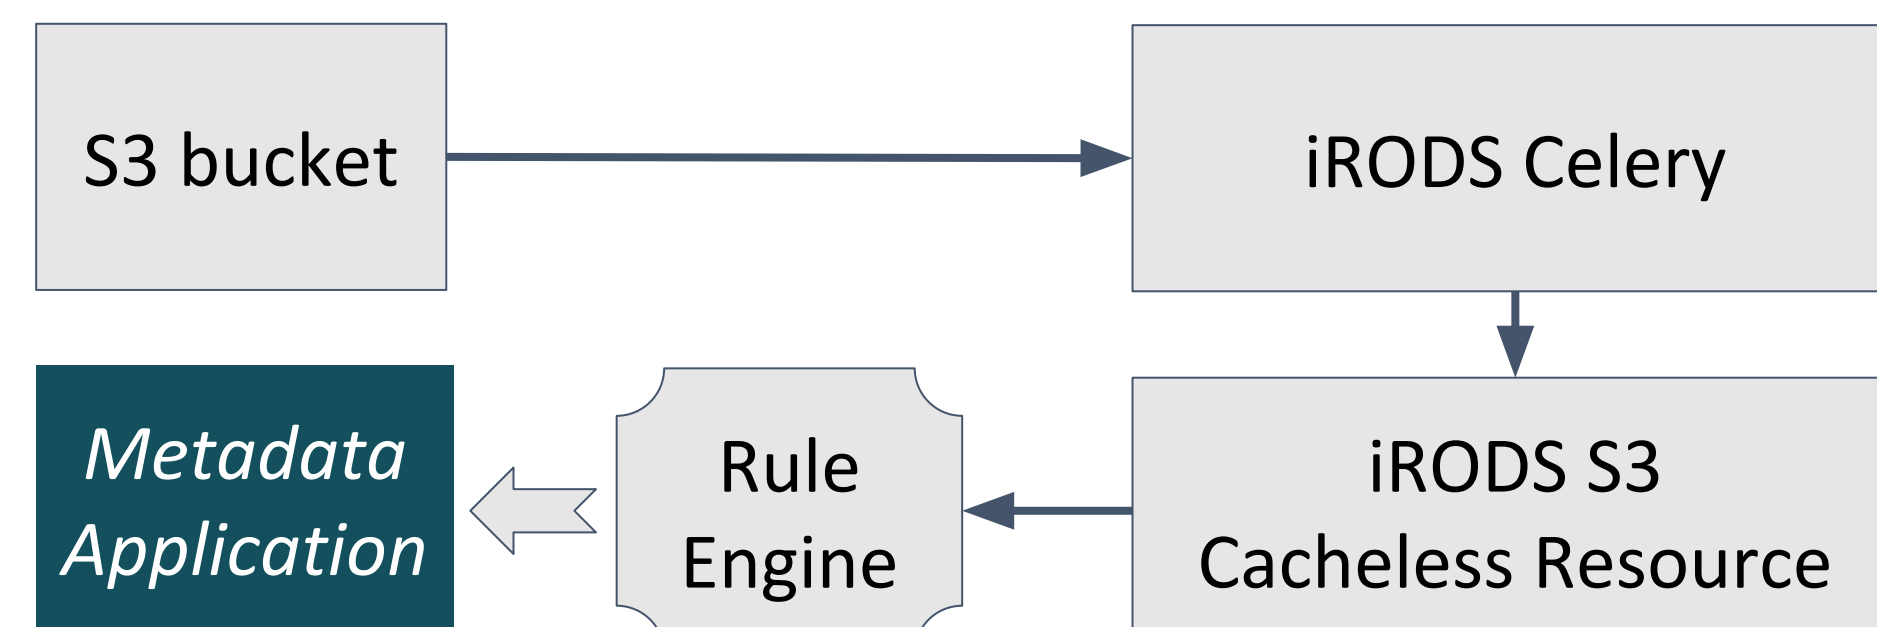 S3 bucket
iRODS Celery
Metadata
Application
Rule
Engine
iRODS S3
Cacheless Resource